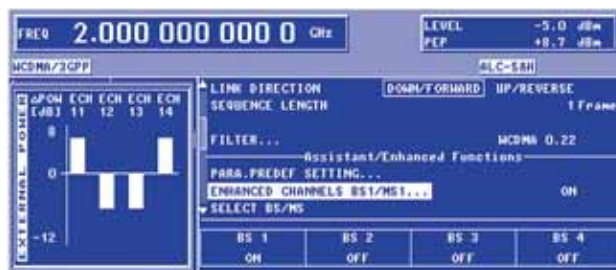 FREQ 2.000 000 000 0 GHz
LEVEL -5.0 dBm
PEP +8.7 dBm
WCDMA/3GPP
ALC-S&H
EXTERNAL POWER
ΔPOW ECH ECH ECH ECH
[dB] 11 12 13 14
8
0
-12
LINK DIRECTION DOWN/FORWARD UP/REVERSE
SEQUENCE LENGTH 1 Frame
FILTER... WCDMA 0.22
Assistant/Enhanced Functions
PARA.PREDEF SETTING...
ENHANCED CHANNELS BS1/MS1... ON
SELECT BS/MS
BS 1 BS 2 BS 3 BS 4
ON OFF OFF OFF